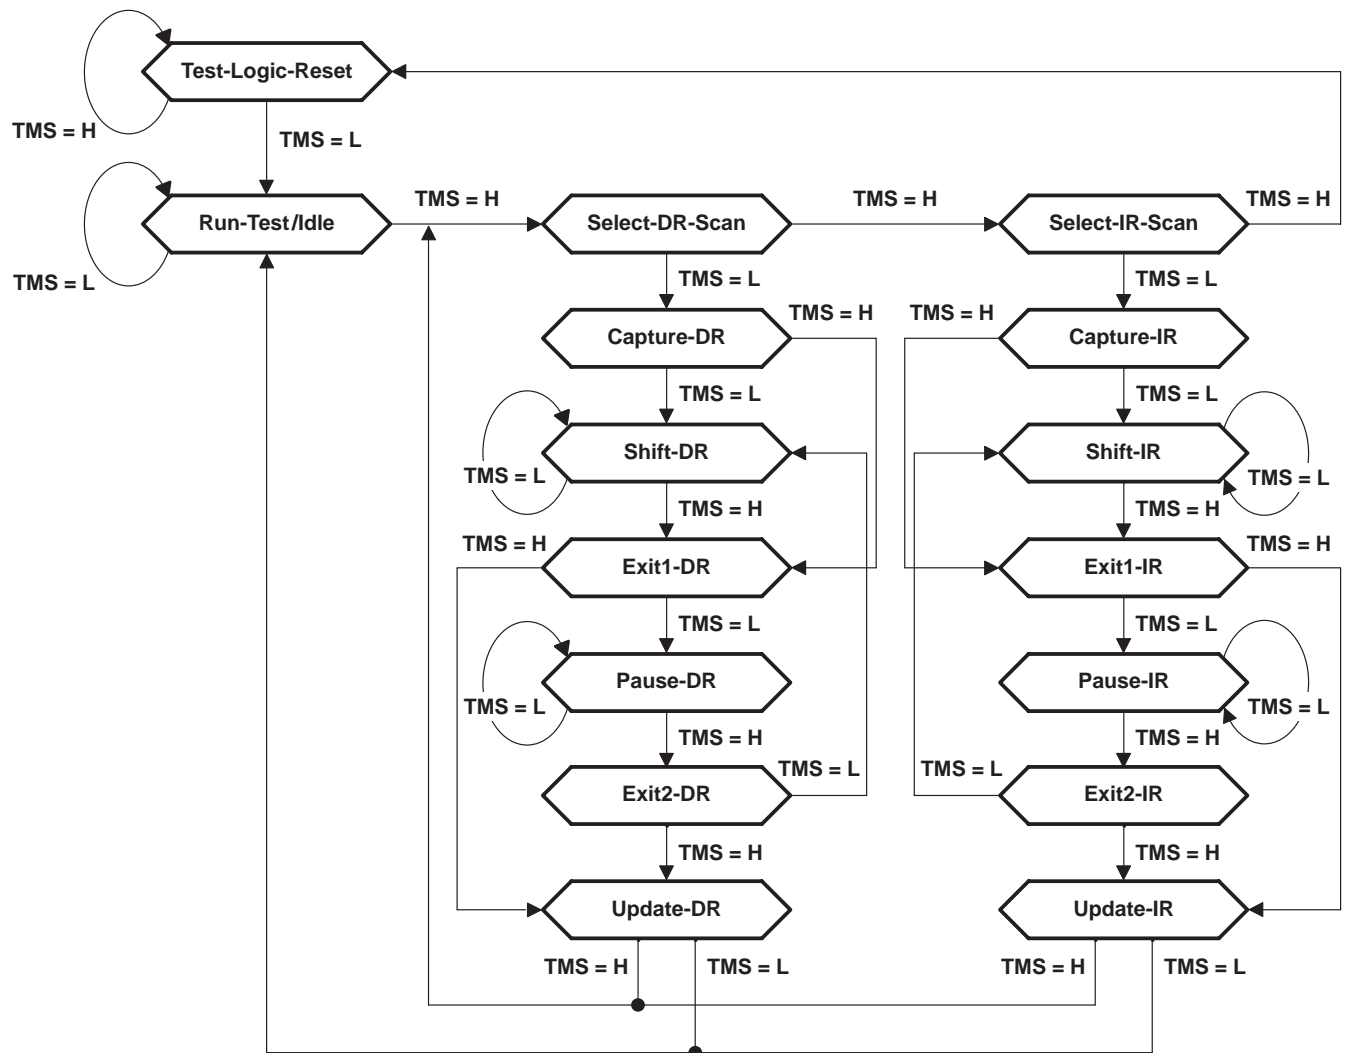 Test-Logic-Reset
TMS = H
TMS = L
TMS = H
TMS = H
TMS = H
Run-Test/Idle
Select-DR-Scan
Select-IR-Scan
TMS = L
TMS = L
TMS = L
TMS = H
TMS = H
Capture-DR
Capture-IR
TMS = L
TMS = L
Shift-DR
Shift-IR
TMS = L
TMS = L
TMS = H
TMS = H
TMS = H
TMS = H
Exit1-DR
Exit1-IR
TMS = L
TMS = L
Pause-DR
Pause-IR
TMS = L
TMS = L
TMS = H
TMS = H
TMS = L
TMS = L
Exit2-DR
Exit2-IR
TMS = H
TMS = H
Update-DR
Update-IR
TMS = H
TMS = L
TMS = H
TMS = L